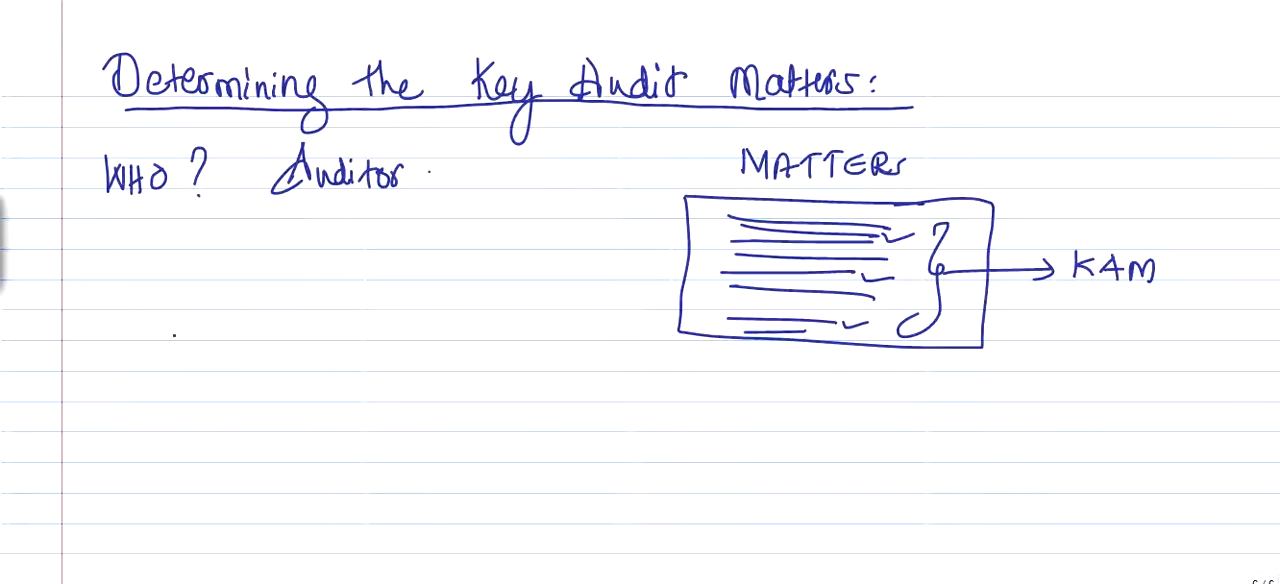 Determining the Key Audit Matters:
WHO? Auditor.
MATTERS
KAM